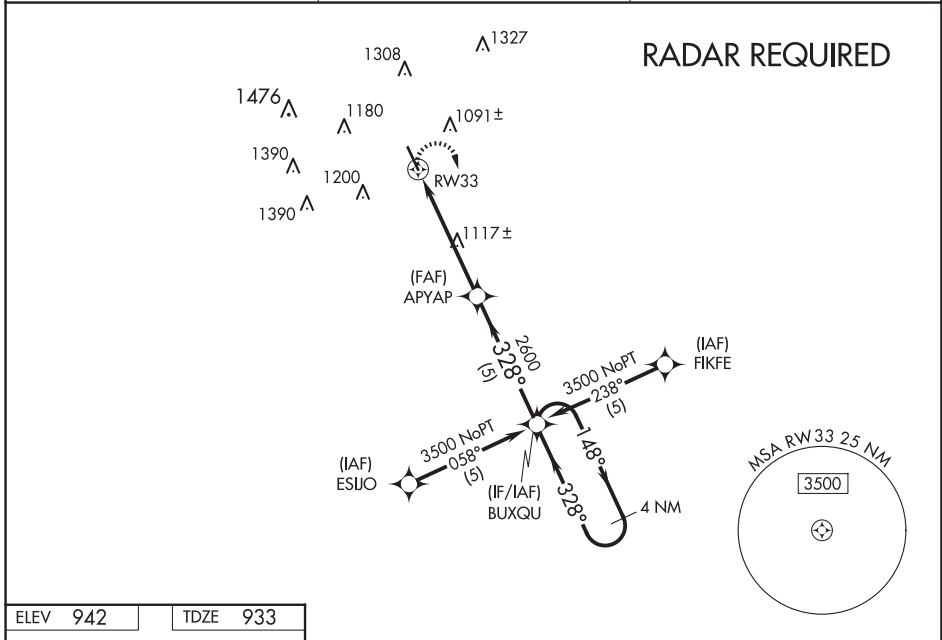 RADAR REQUIRED
1327
1308
1476
1180
1091±
1390
RW33
1200
1390
1117±
(FAF)
APYAP
2600
328°
(5)
(IAF)
FIKFE
3500 NoPT
238°
(5)
3500 NoPT
058°
(5)
(IAF)
ESIJO
(IF/IAF)
BUXQU
148°
328°
4 NM
MSA RW33 25 NM
3500
ELEV 942
TDZE 933